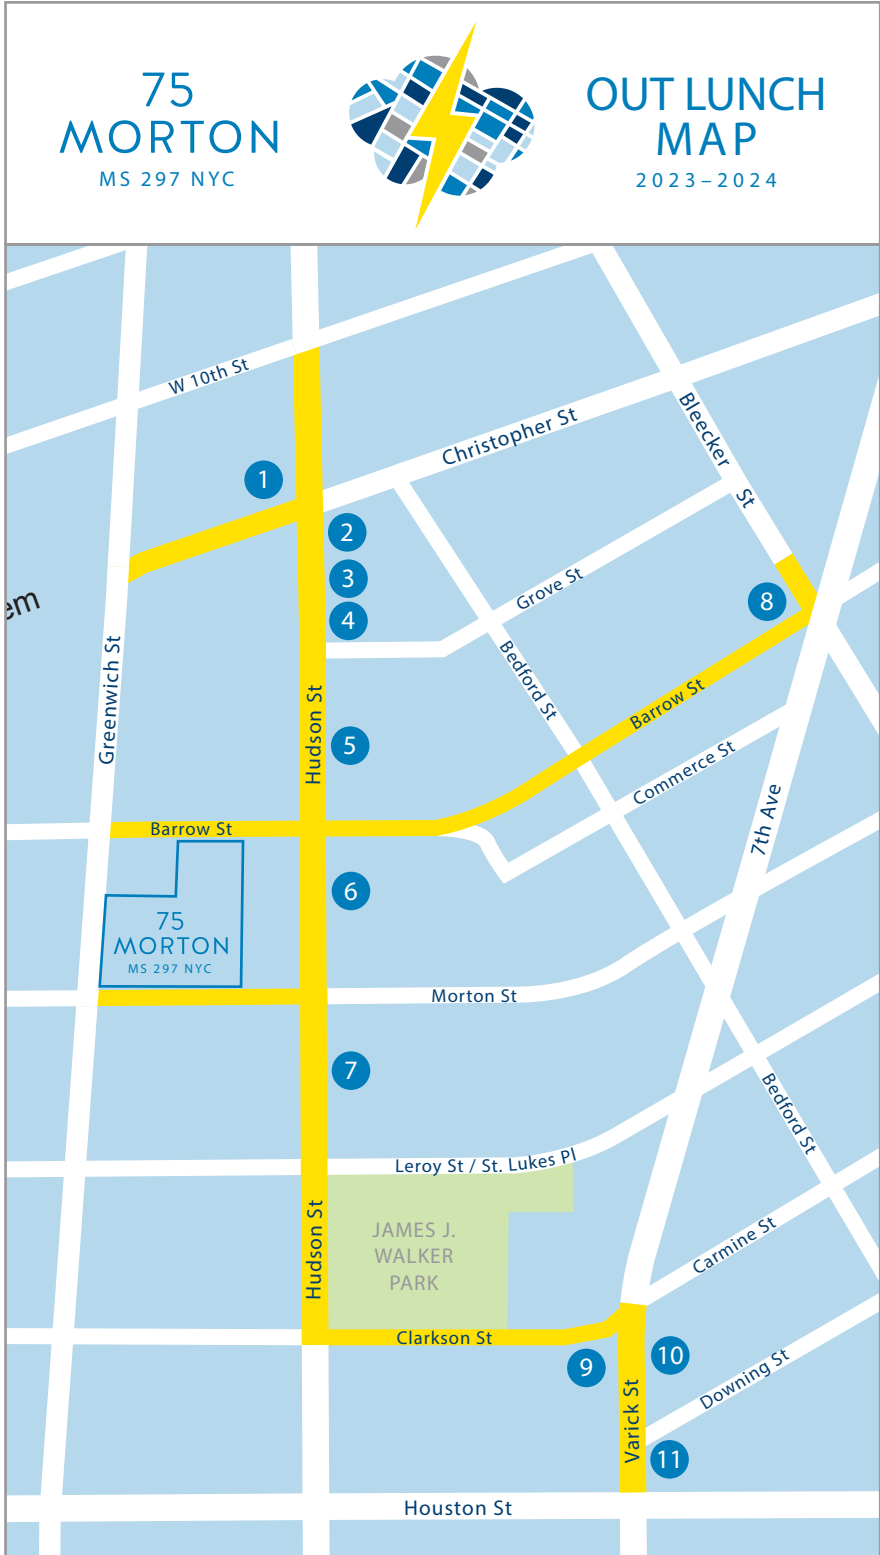 75
MORTON
MS 297 NYC
OUT LUNCH
MAP
2023–2024
W 10th St
Christopher St
Bleecker St
1
2
3
4
em
Grove St
8
Greenwich St
Bedford St
Hudson St
Barrow St
5
Commerce St
7th Ave
Barrow St
6
75
MORTON
MS 297 NYC
Morton St
7
Bedford St
Leroy St / St. Lukes Pl
Hudson St
JAMES J.
WALKER
PARK
Carmine St
Clarkson St
9
10
Downing St
Varick St
11
Houston St